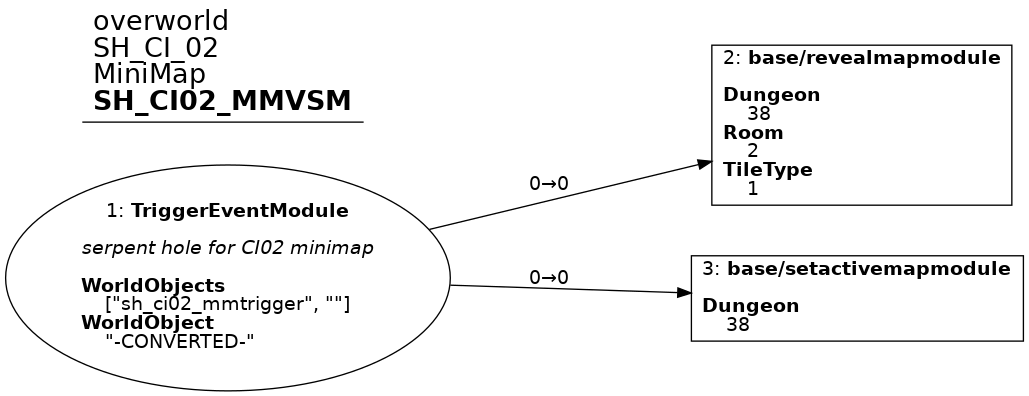 overworld
SH_CI_02
MiniMap
SH_CI02_MMVSM
1: TriggerEventModule
serpent hole for CI02 minimap
WorldObjects
["sh_ci02_mmtrigger", ""]
WorldObject
"-CONVERTED-"
0→0
0→0
2: base/revealmapmodule
Dungeon
38
Room
2
TileType
1
3: base/setactivemapmodule
Dungeon
38